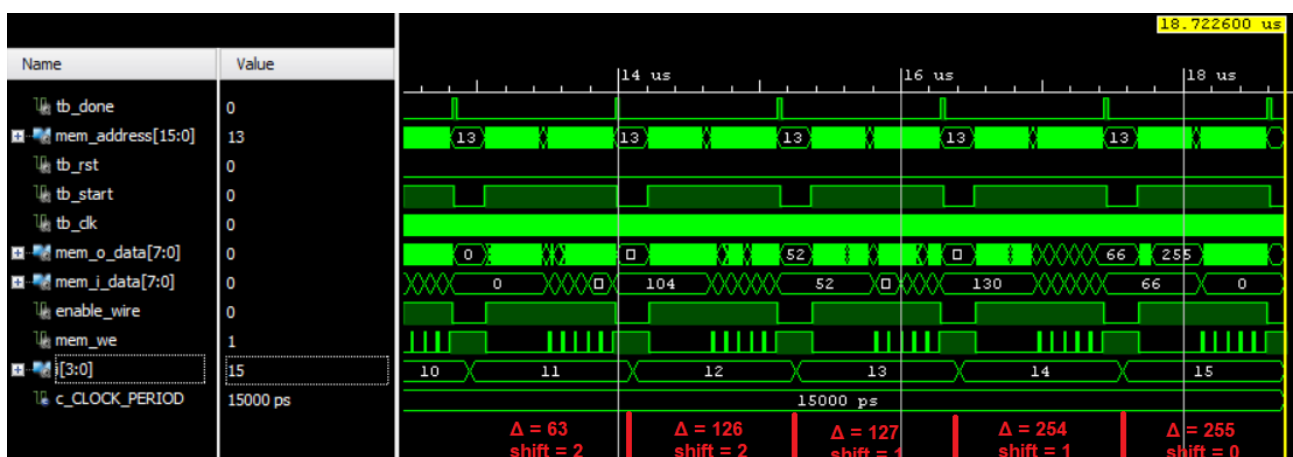 18.722600 us
Name Value
14 us 16 us 18 us
tb_done 0
mem_address[15:0] 13 13 13 13 13 13
tb_rst 0
tb_start 0
tb_clk 0
mem_o_data[7:0] 0 0 52 66 255
mem_i_data[7:0] 0 0 104 52 130 66 0
enable_wire 0
mem_we 1
i[3:0] 15 10 11 12 13 14 15
c_CLOCK_PERIOD 15000 ps 15000 ps
Δ = 63 Δ = 126 Δ = 127 Δ = 254 Δ = 255
shift = 2 shift = 2 shift = 1 shift = 1 shift = 0